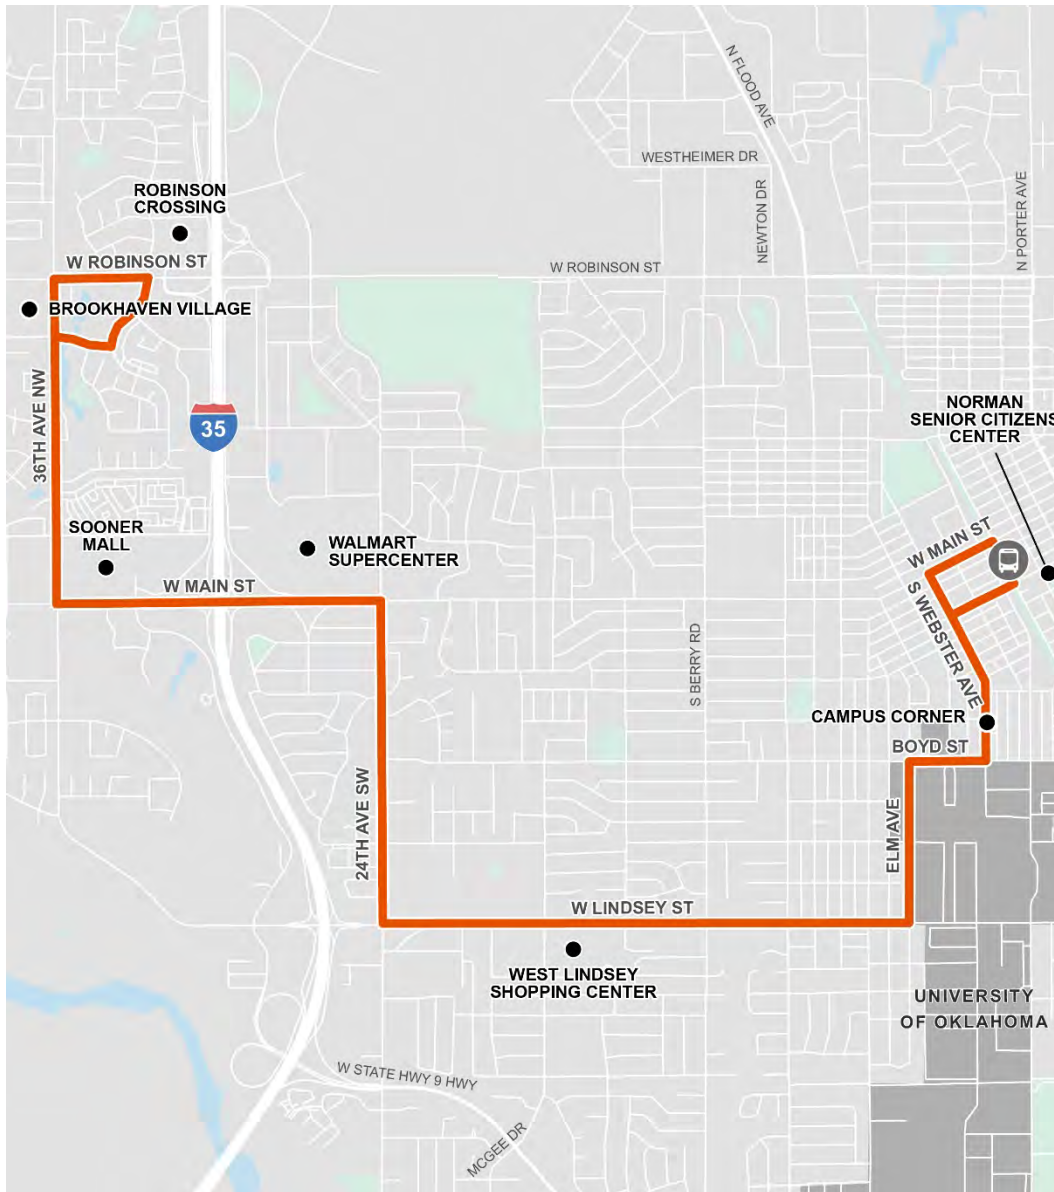 N FLOOD AVE
WESTHEIMER DR
NEWTON DR
N PORTER AVE
ROBINSON
CROSSING
W ROBINSON ST
W ROBINSON ST
BROOKHAVEN VILLAGE
36TH AVE NW
35
NORMAN
SENIOR CITIZENS
CENTER
SOONER
MALL
WALMART
SUPERCENTER
W MAIN ST
W MAIN ST
S WEBSTER AVE
S BERRY RD
CAMPUS CORNER
BOYD ST
24TH AVE SW
ELM AVE
W LINDSEY ST
WEST LINDSEY
SHOPPING CENTER
UNIVERSITY
OF OKLAHOMA
W STATE HWY 9 HWY
MCGEE DR